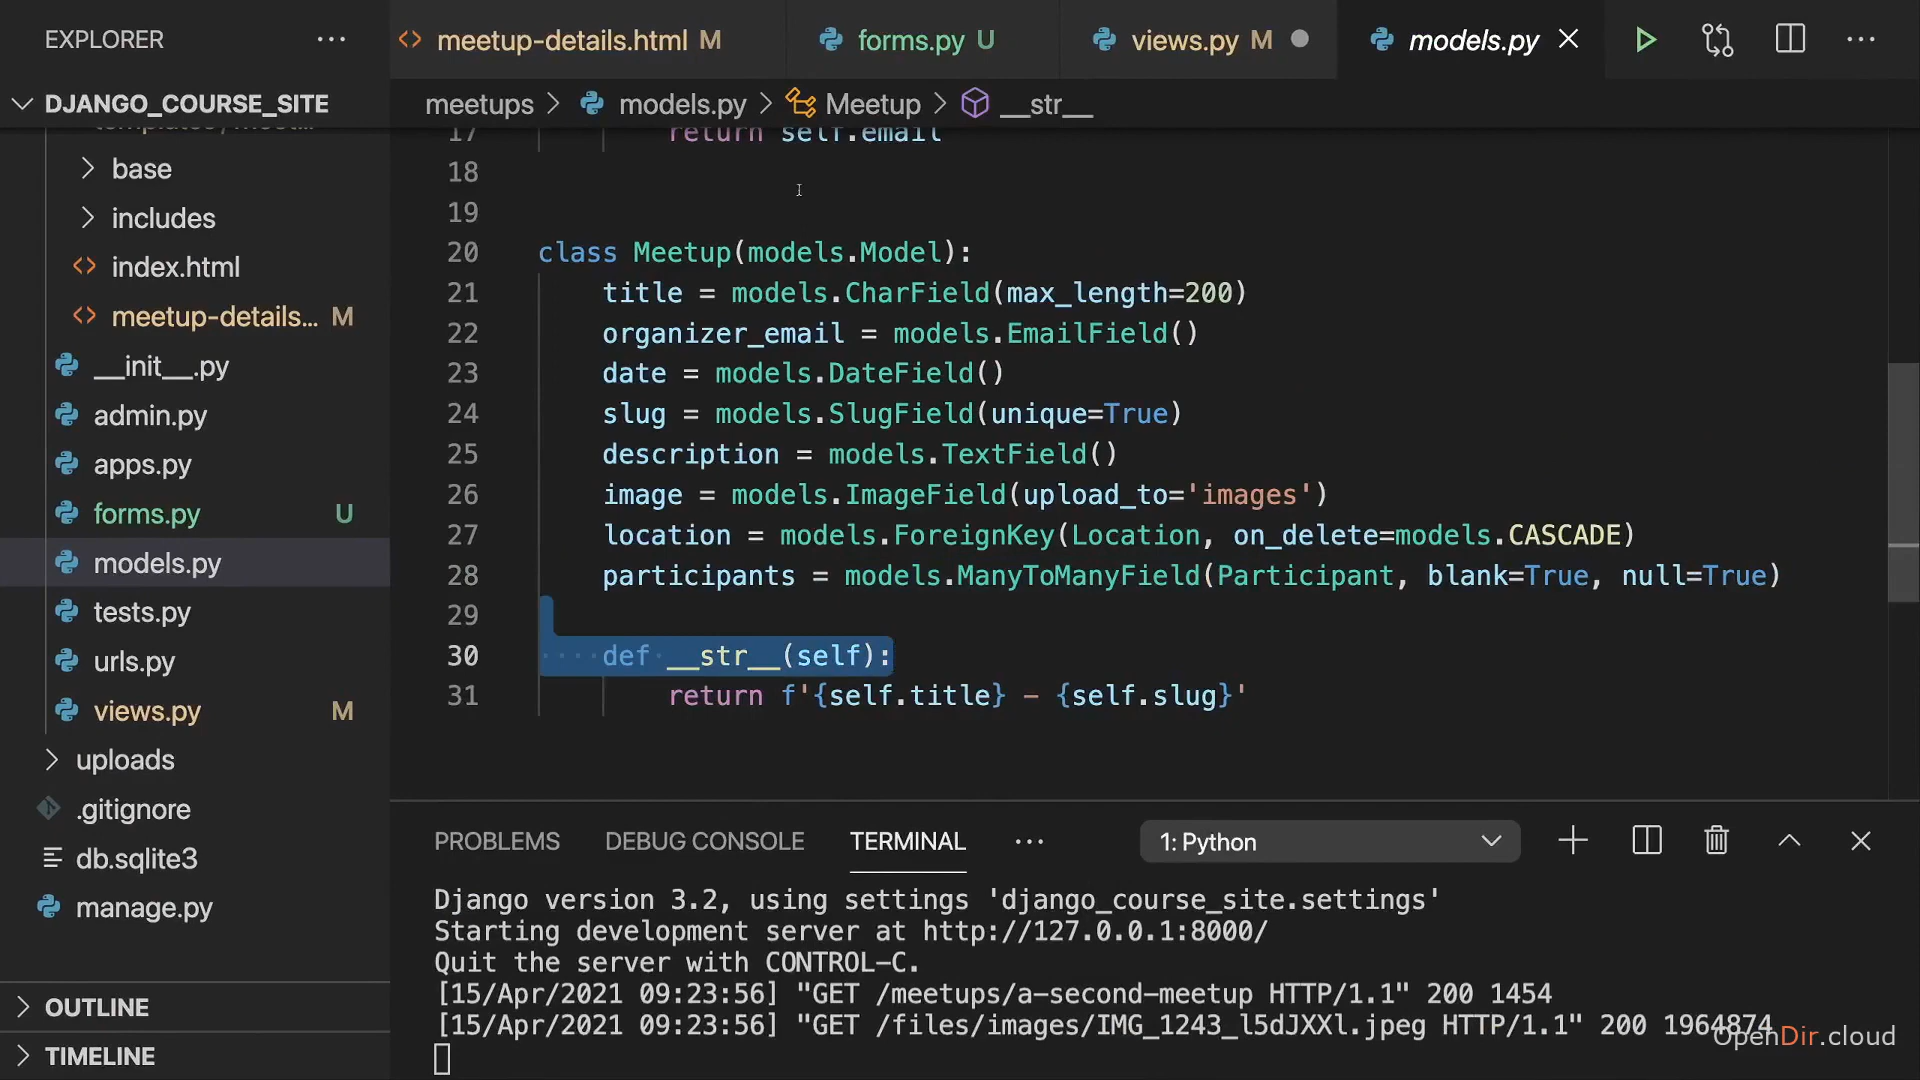 EXPLORER ...
meetup-details.html M
forms.py U
views.py M
models.py
DJANGO_COURSE_SITE
meetups > models.py > Meetup > __str__
base
includes
index.html
meetup-details... M
__init__.py
admin.py
apps.py
forms.py U
models.py
tests.py
urls.py
views.py M
uploads
.gitignore
db.sqlite3
manage.py
OUTLINE
TIMELINE
17 return self.email
18
19
20 class Meetup(models.Model):
21 title = models.CharField(max_length=200)
22 organizer_email = models.EmailField()
23 date = models.DateField()
24 slug = models.SlugField(unique=True)
25 description = models.TextField()
26 image = models.ImageField(upload_to='images')
27 location = models.ForeignKey(Location, on_delete=models.CASCADE)
28 participants = models.ManyToManyField(Participant, blank=True, null=True)
29
30 def __str__(self):
31 return f'{self.title} - {self.slug}'
PROBLEMS DEBUG CONSOLE TERMINAL ... 1: Python
Django version 3.2, using settings 'django_course_site.settings'
Starting development server at http://127.0.0.1:8000/
Quit the server with CONTROL-C.
[15/Apr/2021 09:23:56] "GET /meetups/a-second-meetup HTTP/1.1" 200 1454
[15/Apr/2021 09:23:56] "GET /files/images/IMG_1243_l5dJXXl.jpeg HTTP/1.1" 200 1964874
OpenDir.cloud